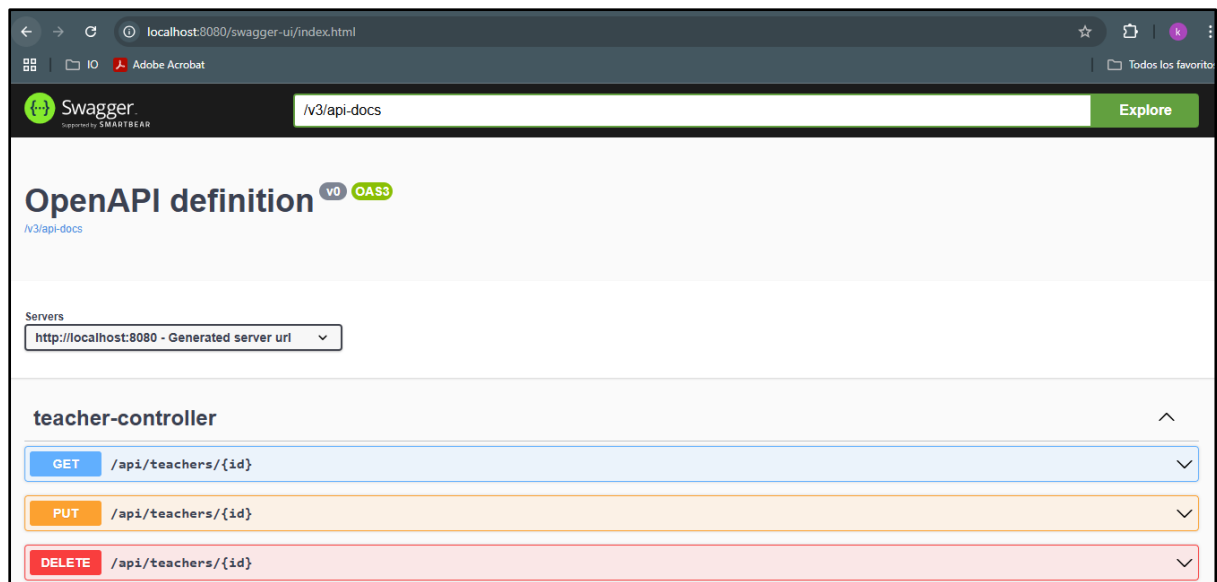 localhost:8080/swagger-ui/index.html
k
IO Adobe Acrobat Todos los favorito
Swagger
Supported by SMARTBEAR
/v3/api-docs Explore
OpenAPI definition v0 OAS3
/v3/api-docs
Servers
http://localhost:8080 - Generated server url
teacher-controller
GET /api/teachers/{id}
PUT /api/teachers/{id}
DELETE /api/teachers/{id}